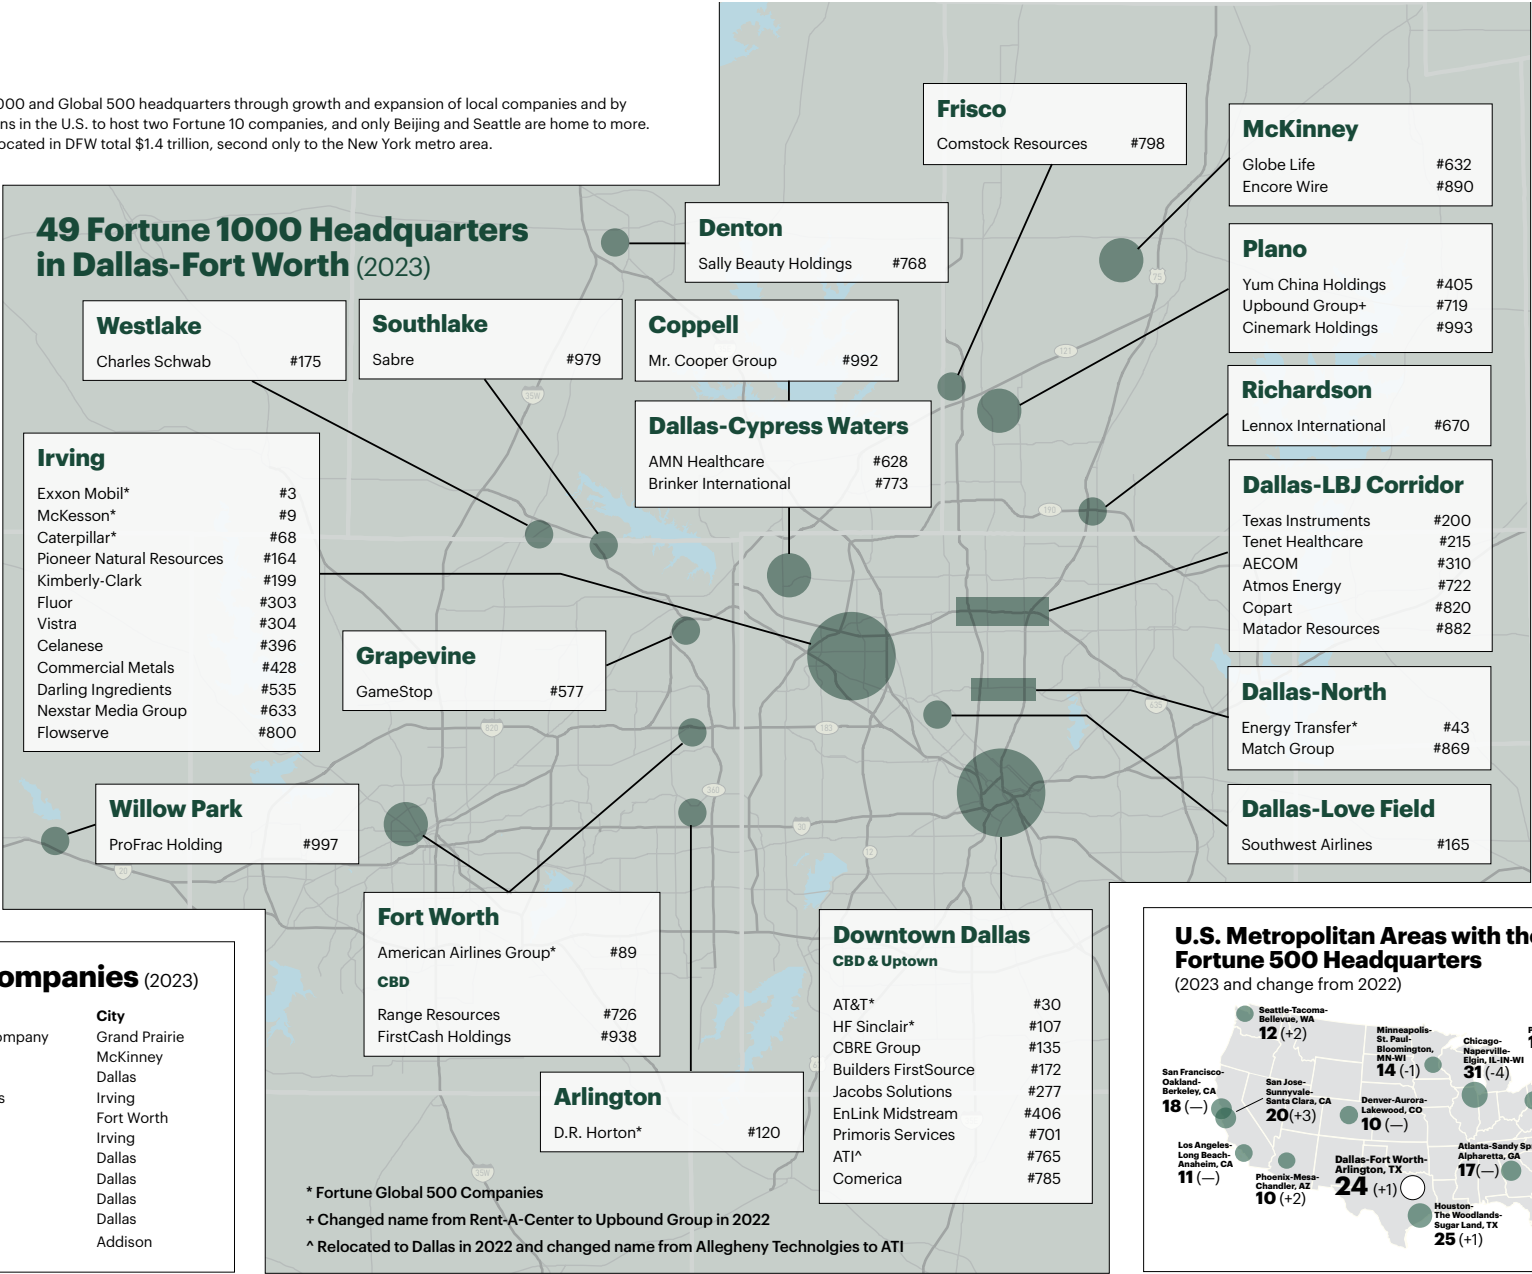 000 and Global 500 headquarters through growth and expansion of local companies and by
ns in the U.S. to host two Fortune 10 companies, and only Beijing and Seattle are home to more.
ocated in DFW total $1.4 trillion, second only to the New York metro area.
49 Fortune 1000 Headquarters
in Dallas-Fort Worth (2023)
Frisco
Comstock Resources #798
McKinney
Globe Life #632
Encore Wire #890
Denton
Sally Beauty Holdings #768
Plano
Yum China Holdings #405
Upbound Group+ #719
Cinemark Holdings #993
Westlake
Charles Schwab #175
Southlake
Sabre #979
Coppell
Mr. Cooper Group #992
Dallas-Cypress Waters
AMN Healthcare #628
Brinker International #773
Richardson
Lennox International #670
Irving
Exxon Mobil* #3
McKesson* #9
Caterpillar* #68
Pioneer Natural Resources #164
Kimberly-Clark #199
Fluor #303
Vistra #304
Celanese #396
Commercial Metals #428
Darling Ingredients #535
Nexstar Media Group #633
Flowserve #800
Dallas-LBJ Corridor
Texas Instruments #200
Tenet Healthcare #215
AECOM #310
Atmos Energy #722
Copart #820
Matador Resources #882
Grapevine
GameStop #577
Dallas-North
Energy Transfer* #43
Match Group #869
Willow Park
ProFrac Holding #997
Dallas-Love Field
Southwest Airlines #165
Fort Worth
American Airlines Group* #89
CBD
Range Resources #726
FirstCash Holdings #938
Downtown Dallas
CBD & Uptown
AT&T* #30
HF Sinclair* #107
CBRE Group #135
Builders FirstSource #172
Jacobs Solutions #277
EnLink Midstream #406
Primoris Services #701
ATI^ #765
Comerica #785
Arlington
D.R. Horton* #120
* Fortune Global 500 Companies
+ Changed name from Rent-A-Center to Upbound Group in 2022
^ Relocated to Dallas in 2022 and changed name from Allegheny Technolgies to ATI
35W
75
121
190
820
183
635
360
30
12
20
35W
ompanies (2023)
City
ompany Grand Prairie
McKinney
Dallas
s Irving
Fort Worth
Irving
Dallas
Dallas
Dallas
Dallas
Addison
U.S. Metropolitan Areas with the
Fortune 500 Headquarters
(2023 and change from 2022)
Seattle-Tacoma-
Bellevue, WA
12 (+2)
Minneapolis-
St. Paul-
Bloomington,
MN-WI
14 (-1)
Chicago-
Naperville-
Elgin, IL-IN-WI
31 (-4)
San Francisco-
Oakland-
Berkeley, CA
18 (—)
San Jose-
Sunnyvale-
Santa Clara, CA
20(+3)
Denver-Aurora-
Lakewood, CO
10 (—)
Los Angeles-
Long Beach-
Anaheim, CA
11 (—)
Phoenix-Mesa-
Chandler, AZ
10 (+2)
Dallas-Fort Worth-
Arlington, TX
24 (+1)
Atlanta-Sandy Sp
Alpharetta, GA
17(—)
Houston-
The Woodlands-
Sugar Land, TX
25 (+1)